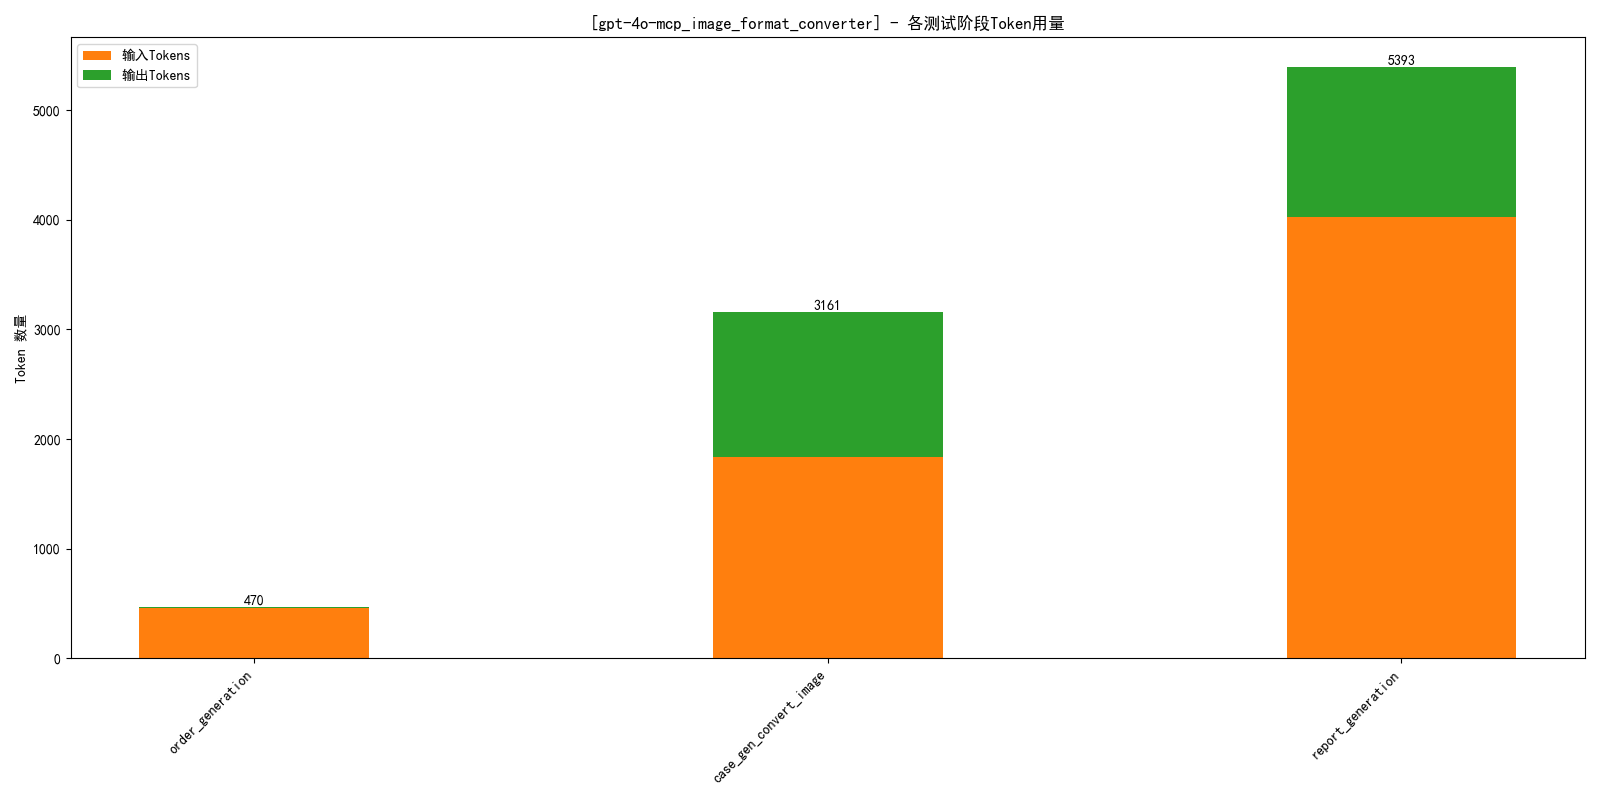 [gpt-4o-mcp_image_format_converter] - 各测试阶段Token用量
输入Tokens
输出Tokens
5393
3161
470
Token 数量
5000
4000
3000
2000
1000
0
order_generation
case_gen_convert_image
report_generation